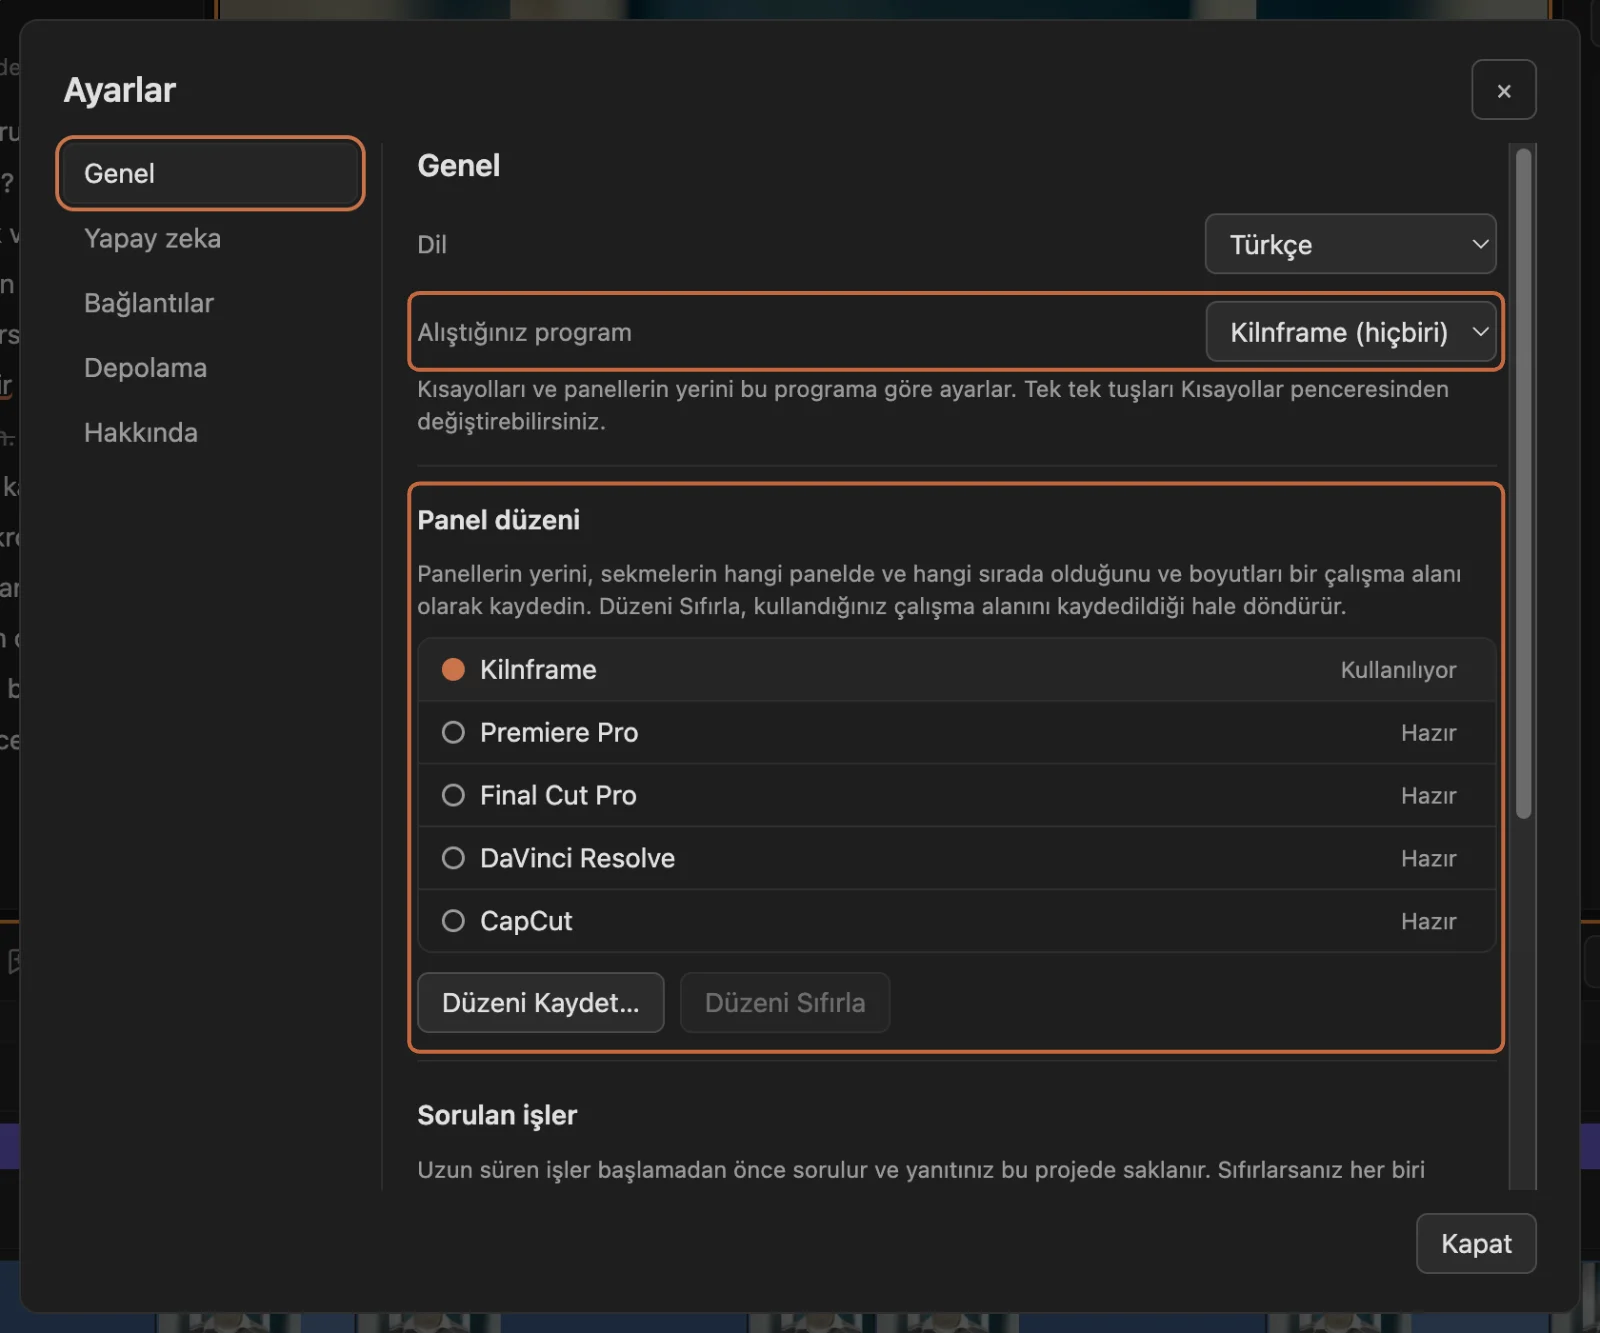 Ayarlar
×
Genel
Yapay zeka
Bağlantılar
Depolama
Hakkında
Genel
Dil
Türkçe
Alıştığınız program
Kilnframe (hiçbiri)
Kısayolları ve panellerin yerini bu programa göre ayarlar. Tek tek tuşları Kısayollar penceresinden
değiştirebilirsiniz.
Panel düzeni
Panellerin yerini, sekmelerin hangi panelde ve hangi sırada olduğunu ve boyutları bir çalışma alanı
olarak kaydedin. Düzeni Sıfırla, kullandığınız çalışma alanını kaydedildiği hale döndürür.
Kilnframe
Kullanılıyor
Premiere Pro
Hazır
Final Cut Pro
Hazır
DaVinci Resolve
Hazır
CapCut
Hazır
Düzeni Kaydet...
Düzeni Sıfırla
Sorulan işler
Uzun süren işler başlamadan önce sorulur ve yanıtınız bu projede saklanır. Sıfırlarsanız her biri
Kapat